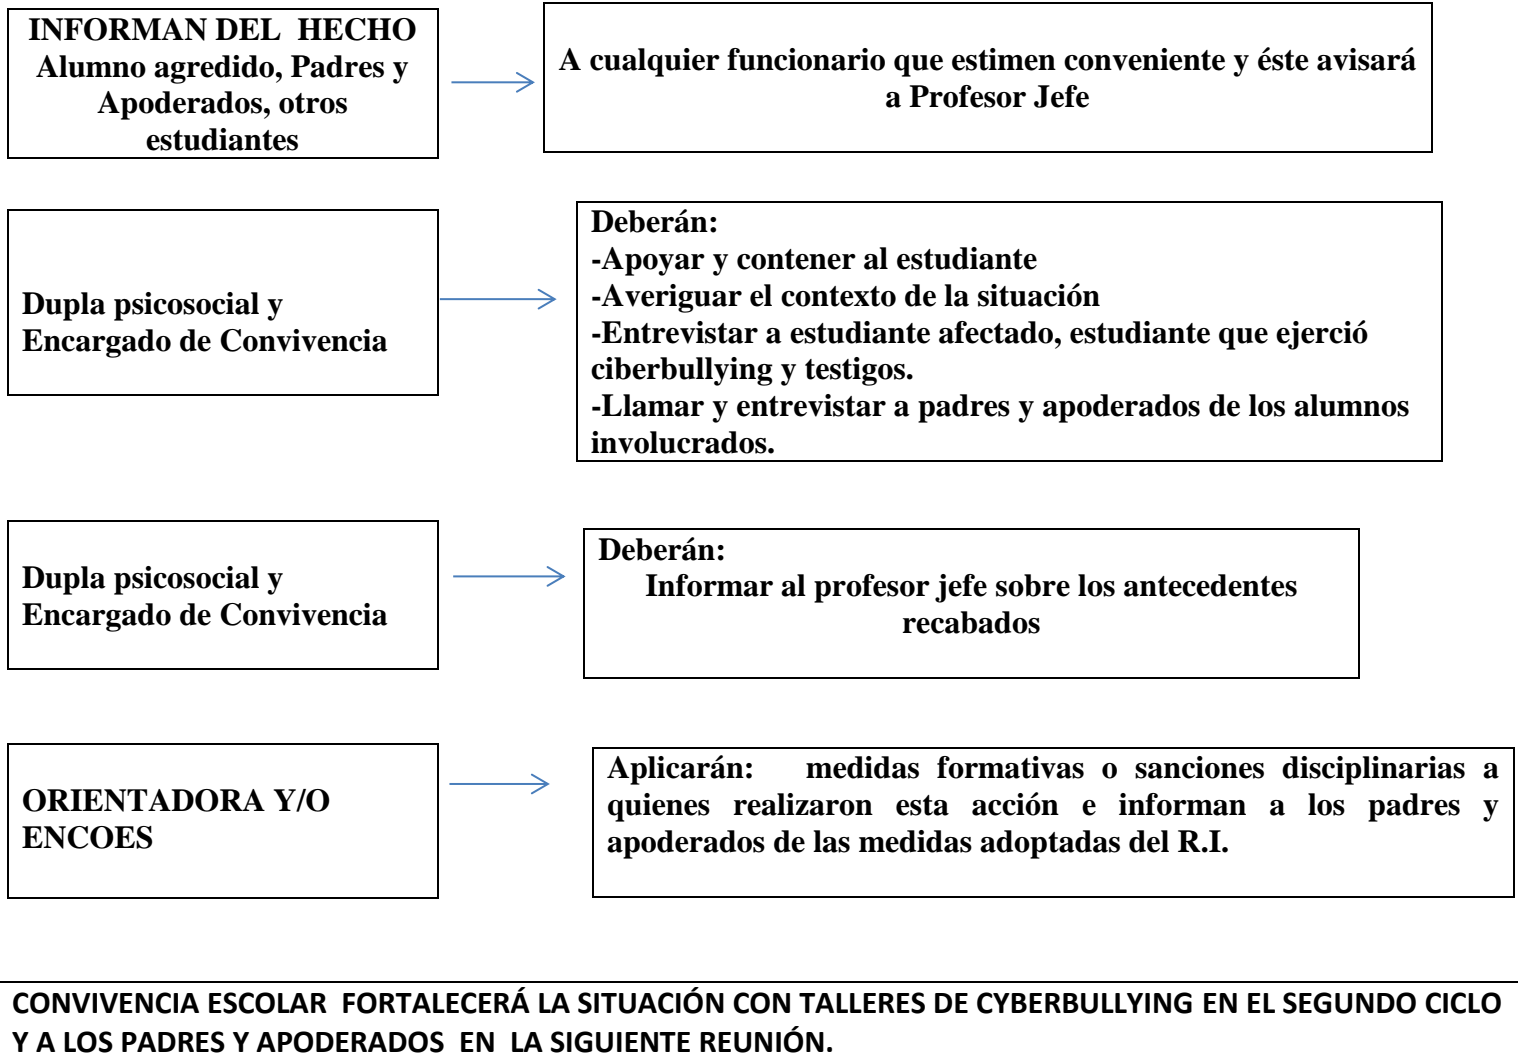 INFORMAN DEL  HECHO
Alumno agredido, Padres y
Apoderados, otros
estudiantes
A cualquier funcionario que estimen conveniente y éste avisará
a Profesor Jefe
Dupla psicosocial y
Encargado de Convivencia
Deberán:
-Apoyar y contener al estudiante
-Averiguar el contexto de la situación
-Entrevistar a estudiante afectado, estudiante que ejerció
ciberbullying y testigos.
-Llamar y entrevistar a padres y apoderados de los alumnos
involucrados.
Dupla psicosocial y
Encargado de Convivencia
Deberán:
Informar al profesor jefe sobre los antecedentes
recabados
ORIENTADORA Y/O
ENCOES
Aplicarán: medidas formativas o sanciones disciplinarias a
quienes realizaron esta acción e informan a los padres y
apoderados de las medidas adoptadas del R.I.
CONVIVENCIA ESCOLAR  FORTALECERÁ LA SITUACIÓN CON TALLERES DE CYBERBULLYING EN EL SEGUNDO CICLO
Y A LOS PADRES Y APODERADOS  EN  LA SIGUIENTE REUNIÓN.